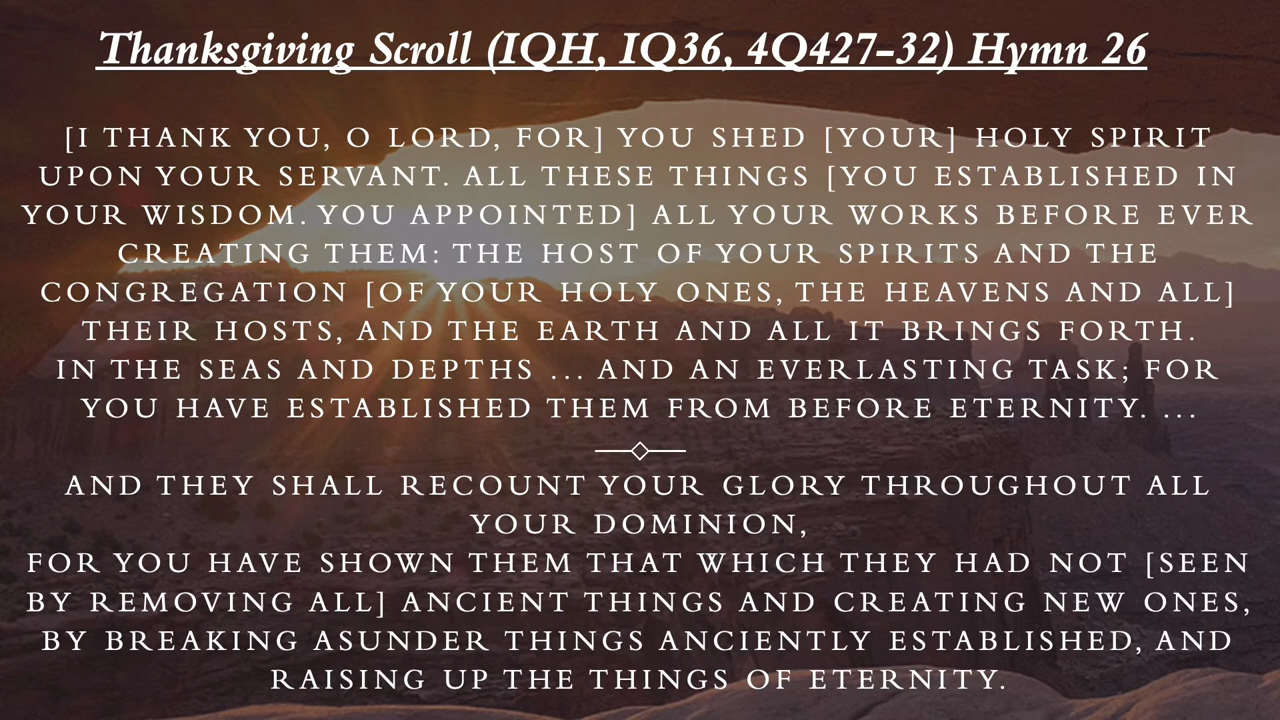 Thanksgiving Scroll (IQH, IQ36, 4Q427–32) Hymn 26
[I THANK YOU, O LORD, FOR] YOU SHED [YOUR] HOLY SPIRIT
UPON YOUR SERVANT. ALL THESE THINGS [YOU ESTABLISHED IN
YOUR WISDOM. YOU APPOINTED] ALL YOUR WORKS BEFORE EVER
CREATING THEM: THE HOST OF YOUR SPIRITS AND THE
CONGREGATION [OF YOUR HOLY ONES, THE HEAVENS AND ALL]
THEIR HOSTS, AND THE EARTH AND ALL IT BRINGS FORTH.
IN THE SEAS AND DEPTHS ... AND AN EVERLASTING TASK; FOR
YOU HAVE ESTABLISHED THEM FROM BEFORE ETERNITY. ...
AND THEY SHALL RECOUNT YOUR GLORY THROUGHOUT ALL
YOUR DOMINION,
FOR YOU HAVE SHOWN THEM THAT WHICH THEY HAD NOT [SEEN
BY REMOVING ALL] ANCIENT THINGS AND CREATING NEW ONES,
BY BREAKING ASUNDER THINGS ANCIENTLY ESTABLISHED, AND
RAISING UP THE THINGS OF ETERNITY.